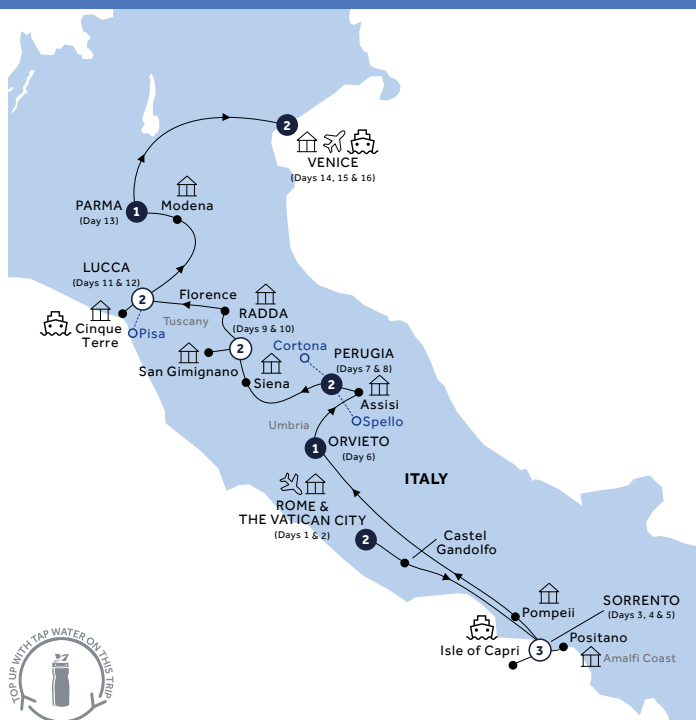 2
VENICE
(Days 14, 15 & 16)
PARMA
(Day 13)
1
Modena
LUCCA
(Days 11 & 12)
2
Florence
RADDA
(Days 9 & 10)
Tuscany
Cinque
Terre
Pisa
2
San Gimignano
Siena
Cortona
PERUGIA
(Days 7 & 8)
2
Assisi
Spello
Umbria
1
ORVIETO
(Day 6)
ITALY
ROME &
THE VATICAN CITY
(Days 1 & 2)
2
Castel
Gandolfo
Pompeii
SORRENTO
(Days 3, 4 & 5)
Positano
Isle of Capri
3
Amalfi Coast
TOP UP WITH TAP WATER ON THIS TRIP